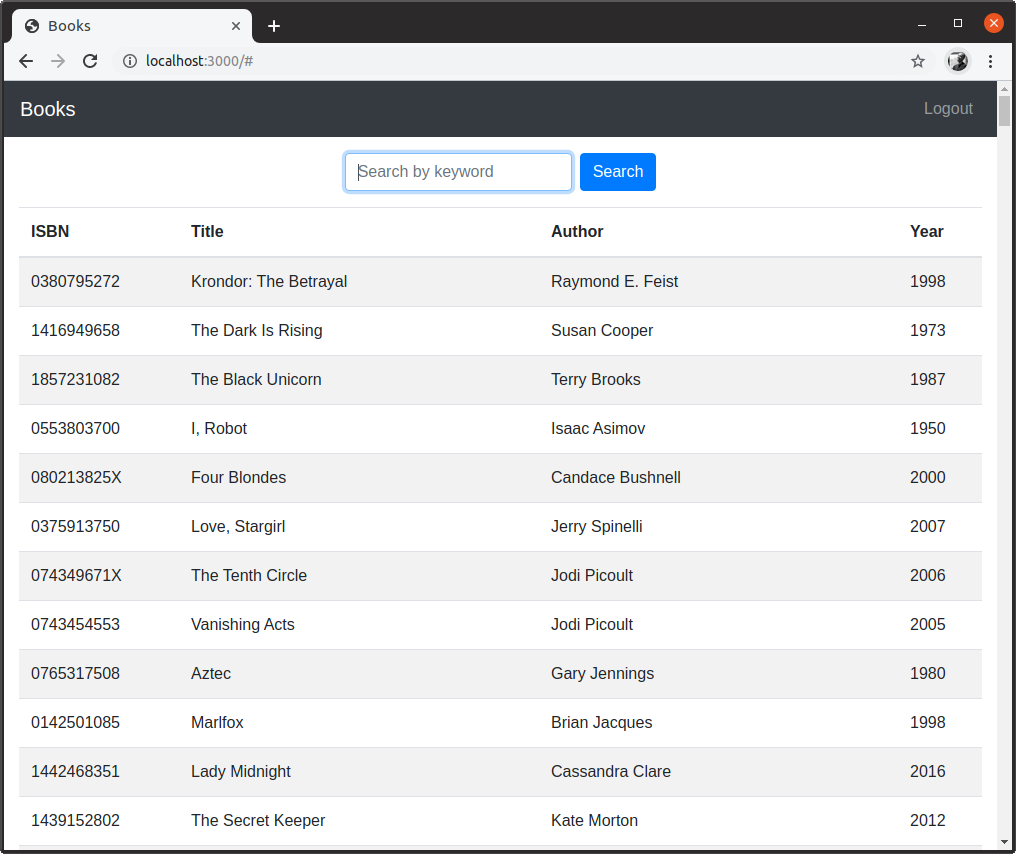 Books
localhost:3000/#
Books Logout
Search by keyword Search
ISBN Title Author Year
0380795272 Krondor: The Betrayal Raymond E. Feist 1998
1416949658 The Dark Is Rising Susan Cooper 1973
1857231082 The Black Unicorn Terry Brooks 1987
0553803700 I, Robot Isaac Asimov 1950
080213825X Four Blondes Candace Bushnell 2000
0375913750 Love, Stargirl Jerry Spinelli 2007
074349671X The Tenth Circle Jodi Picoult 2006
0743454553 Vanishing Acts Jodi Picoult 2005
0765317508 Aztec Gary Jennings 1980
0142501085 Marlfox Brian Jacques 1998
1442468351 Lady Midnight Cassandra Clare 2016
1439152802 The Secret Keeper Kate Morton 2012